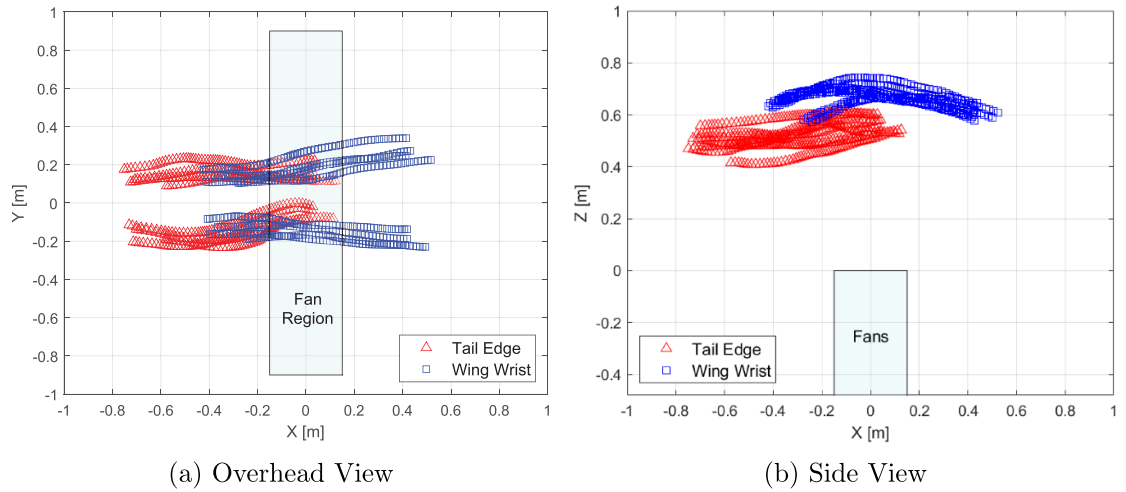 1
0.8
0.6
0.4
0.2
0
-0.2
-0.4
-0.6
-0.8
-1
Y [m]
-1 -0.8 -0.6 -0.4 -0.2 0 0.2 0.4 0.6 0.8 1
X [m]
Fan
Region
Tail Edge
Wing Wrist
(a) Overhead View
1
0.8
0.6
0.4
0.2
0
-0.2
-0.4
Z [m]
-1 -0.8 -0.6 -0.4 -0.2 0 0.2 0.4 0.6 0.8 1
X [m]
Fans
Tail Edge
Wing Wrist
(b) Side View